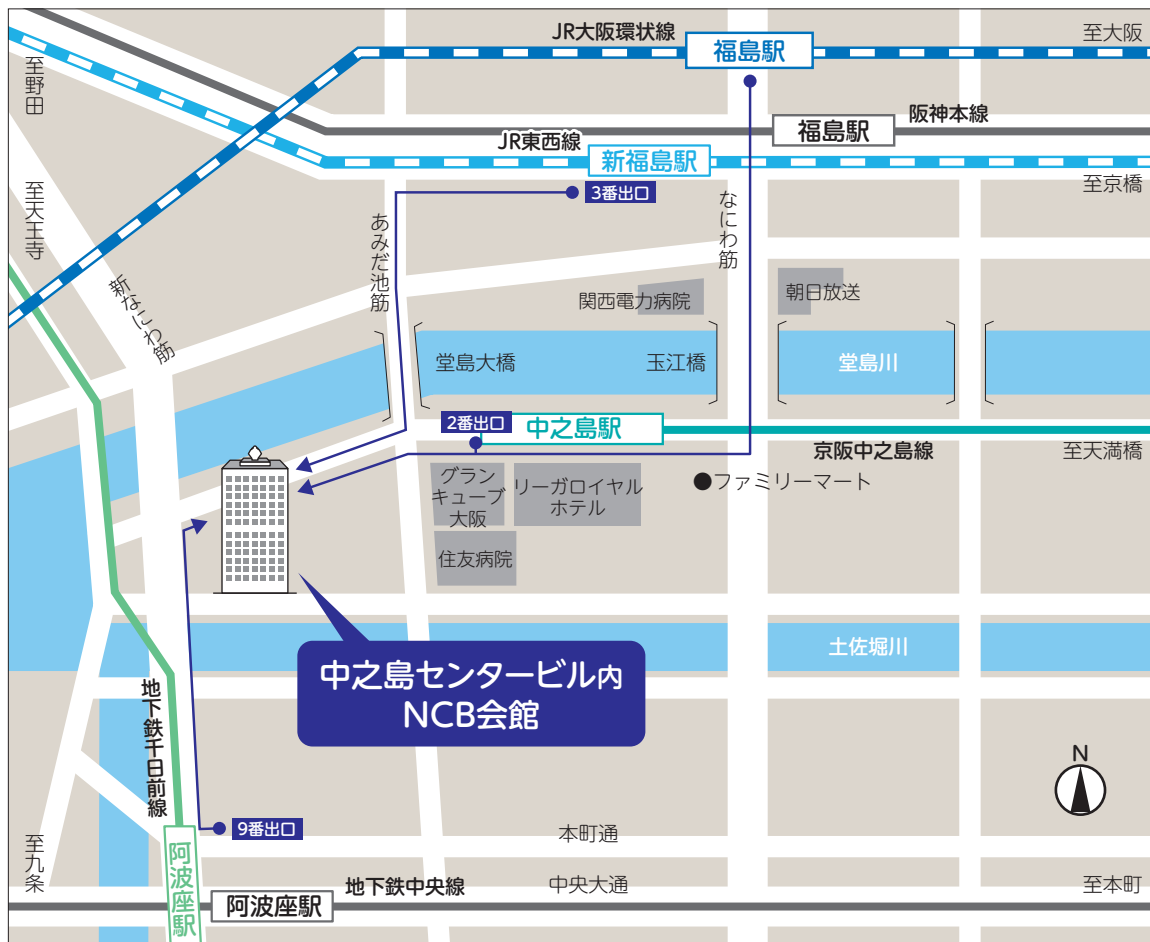 JR大阪環状線
福島駅
至大阪
至野田
阪神本線
福島駅
JR東西線
新福島駅
至京橋
3番出口
至天王寺
あみだ池筋
なにわ筋
新なにわ筋
関西電力病院
朝日放送
堂島大橋
玉江橋
堂島川
2番出口
中之島駅
京阪中之島線
至天満橋
グラン
キューブ
大阪
リーガロイヤル
ホテル
●ファミリーマート
住友病院
土佐堀川
中之島センタービル内
NCB会館
地下鉄千日前線
N
9番出口
本町通
至九条
阿波座駅
地下鉄中央線
中央大通
至本町
阿波座駅